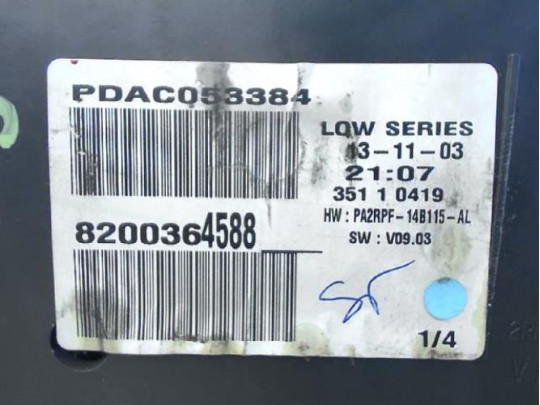 PDAC053384
LOW SERIES
13-11-03
21:07
351 1 0419
HW : PA2RPF-14B115-AL
SW : V09.03
8200364588
1/4